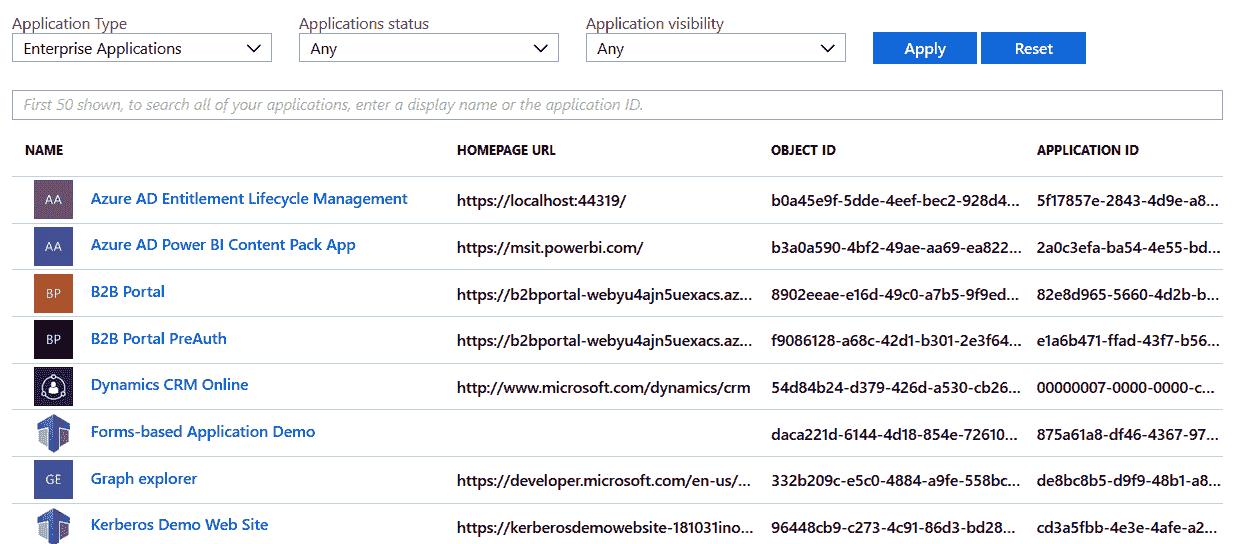 Application Type Applications status Application visibility
Enterprise Applications Any Any Apply Reset
First 50 shown, to search all of your applications, enter a display name or the application ID.
NAME HOMEPAGE URL OBJECT ID APPLICATION ID
AA Azure AD Entitlement Lifecycle Management https://localhost:44319/ b0a45e9f-5dde-4eef-bec2-928d4... 5f17857e-2843-4d9e-a8...
AA Azure AD Power BI Content Pack App https://msit.powerbi.com/ b3a0a590-4bf2-49ae-aa69-ea822... 2a0c3efa-ba54-4e55-bd...
BP B2B Portal https://b2bportal-webyu4ajn5uexacs.az... 8902eeae-e16d-49c0-a7b5-9f9ed... 82e8d965-5660-4d2b-b...
BP B2B Portal PreAuth https://b2bportal-webyu4ajn5uexacs.az... f9086128-a68c-42d1-b301-2e3f64... e1a6b471-ffad-43f7-b56...
Dynamics CRM Online http://www.microsoft.com/dynamics/crm 54d84b24-d379-426d-a530-cb26... 00000007-0000-0000-c...
Forms-based Application Demo daca221d-6144-4d18-854e-72610... 875a61a8-df46-4367-97...
GE Graph explorer https://developer.microsoft.com/en-us/... 332b209c-e5c0-4884-a9fe-558bc... de8bc8b5-d9f9-48b1-a8...
Kerberos Demo Web Site https://kerberosdemowebsite-181031ino... 96448cb9-c273-4c91-86d3-bd28... cd3a5fbb-4e3e-4afe-a2...